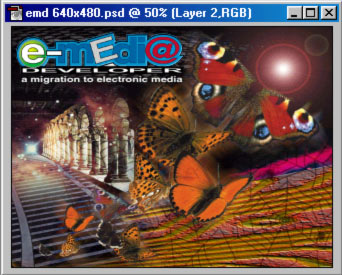 emd 640x480.psd @ 50% (Layer 2,RGB)
e-mEdi@
DEVELOPER
a migration to electronic media